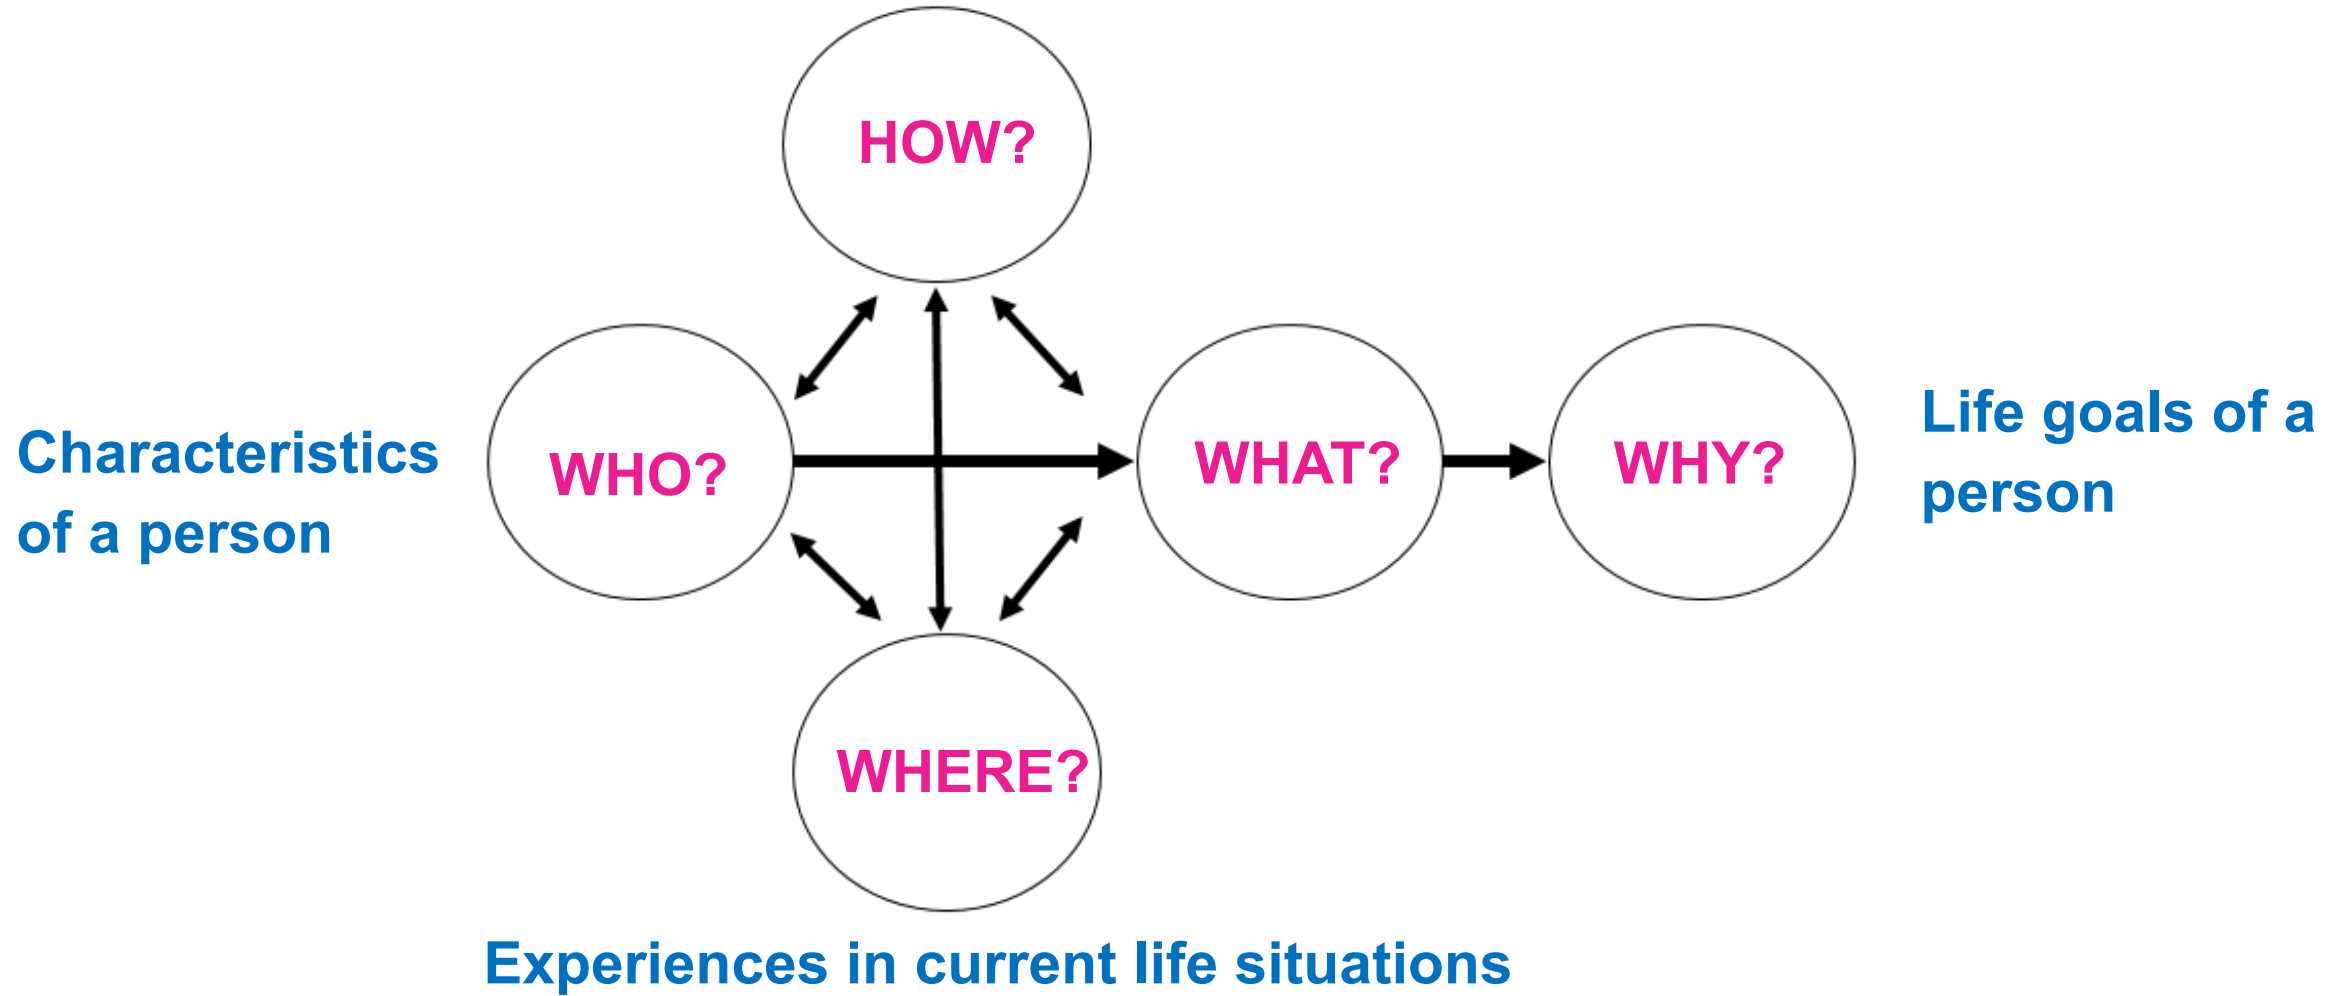 HOW?
Characteristics
of a person
WHO?
WHAT?
WHY?
Life goals of a
person
WHERE?
Experiences in current life situations